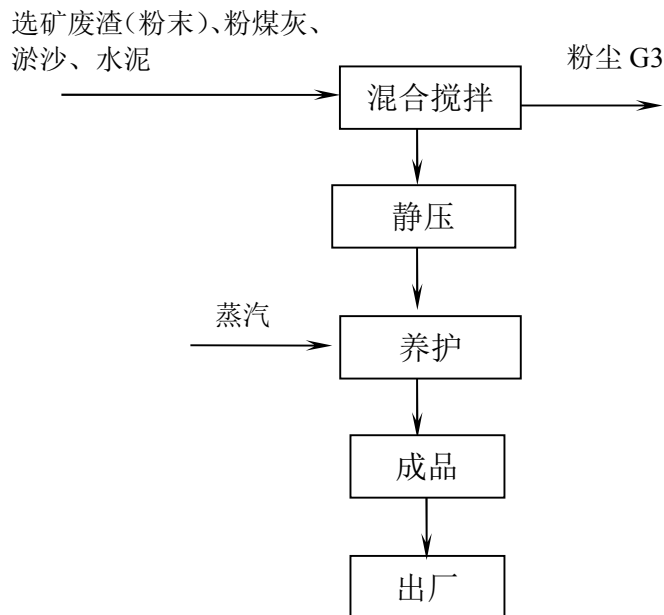 选矿废渣（粉末）、粉煤灰、
淤沙、水泥
粉尘 G3
混合搅拌
静压
蒸汽
养护
成品
出厂